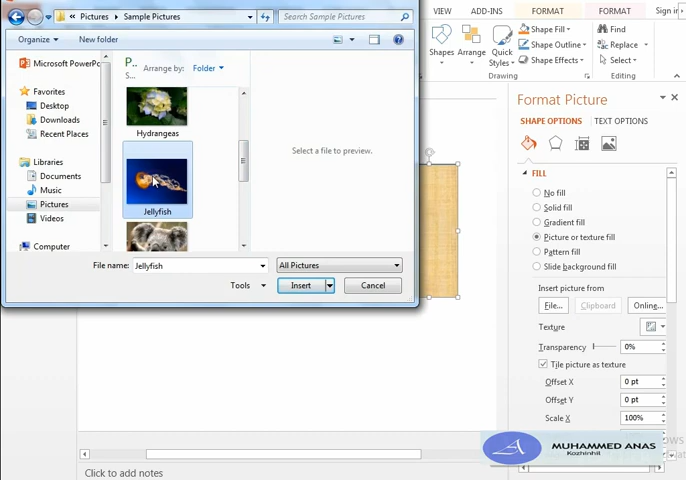 Pictures
Sample Pictures
Search Sample Pictures
Organize
New folder
Microsoft PowerPo
Favorites
Desktop
Downloads
Recent Places
Libraries
Documents
Music
Pictures
Videos
Computer
P...
S...
Arrange by:
Folder
Hydrangeas
Jellyfish
Select a file to preview.
File name:
Jellyfish
All Pictures
Tools
Insert
Cancel
VIEW
ADD-INS
FORMAT
FORMAT
Sign in
Shapes
Arrange
Quick
Styles
Shape Fill
Shape Outline
Shape Effects
Drawing
Find
Replace
Select
Editing
Format Picture
SHAPE OPTIONS
TEXT OPTIONS
FILL
No fill
Solid fill
Gradient fill
Picture or texture fill
Pattern fill
Slide background fill
Insert picture from
File...
Clipboard
Online...
Texture
Transparency
0%
Tile picture as texture
Offset X
0 pt
Offset Y
0 pt
Scale X
100%
A
MUHAMMED ANAS
Kozhinhil
Click to add notes